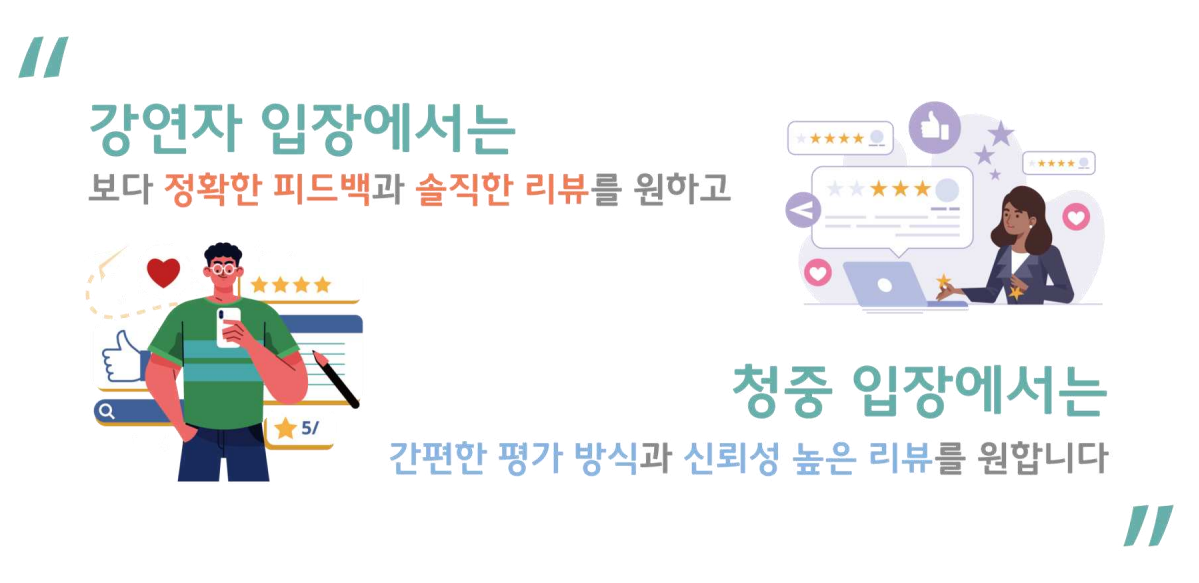 “
강연자 입장에서는
보다 정확한 피드백과 솔직한 리뷰를 원하고
5/
청중 입장에서는
간편한 평가 방식과 신뢰성 높은 리뷰를 원합니다
”